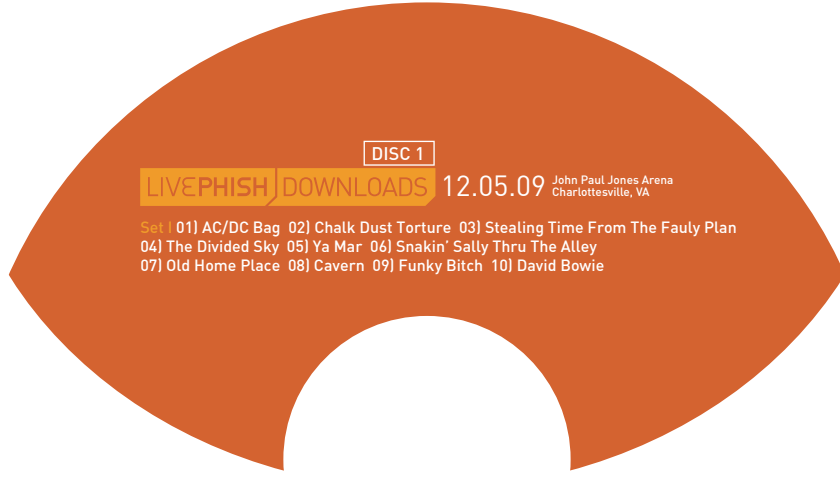 DISC 1
LIVEPHISH DOWNLOADS 12.05.09 John Paul Jones Arena
Charlottesville, VA
Set I 01) AC/DC Bag 02) Chalk Dust Torture 03) Stealing Time From The Fauly Plan
04) The Divided Sky 05) Ya Mar 06) Snakin' Sally Thru The Alley
07) Old Home Place 08) Cavern 09) Funky Bitch 10) David Bowie